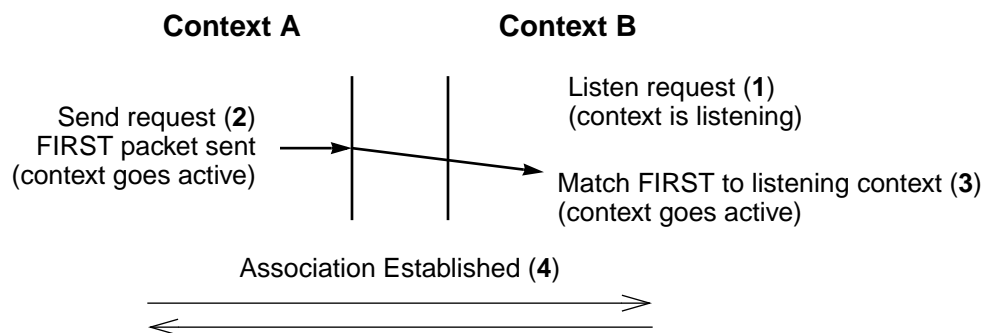 Context A
Context B
Listen request (1)
(context is listening)
Send request (2)
FIRST packet sent
(context goes active)
Match FIRST to listening context (3)
(context goes active)
Association Established (4)